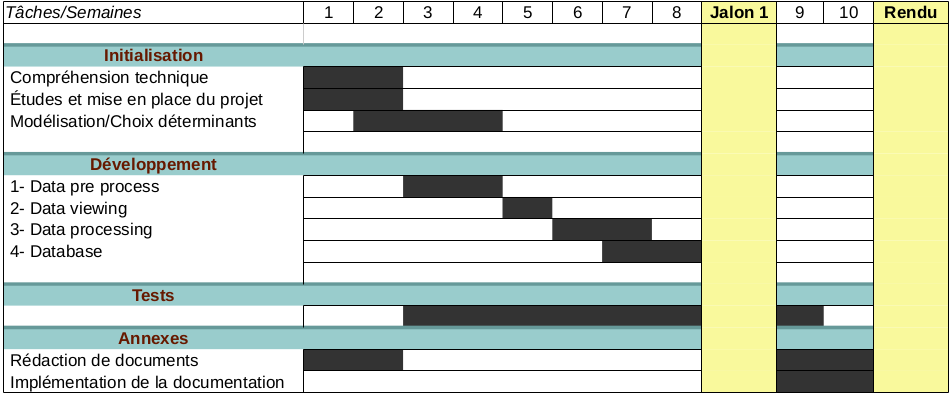 Tâches/Semaines 1 2 3 4 5 6 7 8 Jalon 1 9 10 Rendu
Initialisation
Compréhension technique
Études et mise en place du projet
Modélisation/Choix déterminants
Développement
1- Data pre process
2- Data viewing
3- Data processing
4- Database
Tests
Annexes
Rédaction de documents
Implémentation de la documentation